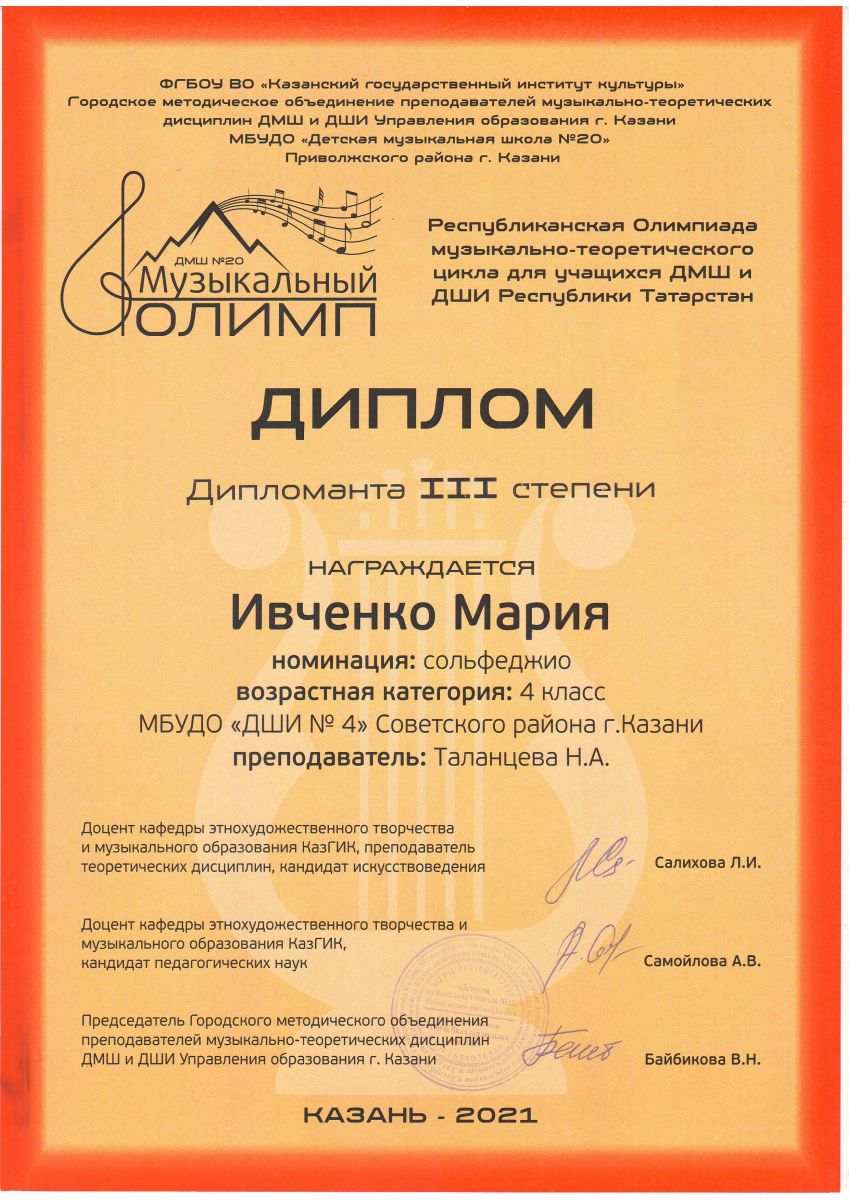 ФГБОУ ВО «Казанский государственный институт культуры»
Городское методическое объединение преподавателей музыкально-теоретических
дисциплин ДМШ и ДШИ Управления образования г. Казани
МБУДО «Детская музыкальная школа №20»
Приволжского района г. Казани
ДМШ №20
Музыкальный
ОЛИМП
Республиканская Олимпиада
музыкально-теоретического
цикла для учащихся ДМШ и
ДШИ Республики Татарстан
ДИПЛОМ
Дипломанта III степени
НАГРАЖДАЕТСЯ
Ивченко Мария
номинация: сольфеджио
возрастная категория: 4 класс
МБУДО «ДШИ № 4» Советского района г.Казани
преподаватель: Таланцева Н.А.
Доцент кафедры этнохудожественного творчества
и музыкального образования КазГИК, преподаватель
теоретических дисциплин, кандидат искусствоведения
Салихова Л.И.
Доцент кафедры этнохудожественного творчества и
музыкального образования КазГИК,
кандидат педагогических наук
Самойлова А.В.
Председатель Городского методического объединения
преподавателей музыкально-теоретических дисциплин
ДМШ и ДШИ Управления образования г. Казани
Байбикова В.Н.
«Детская
музыкальная школа №20»
КАЗАНЬ - 2021